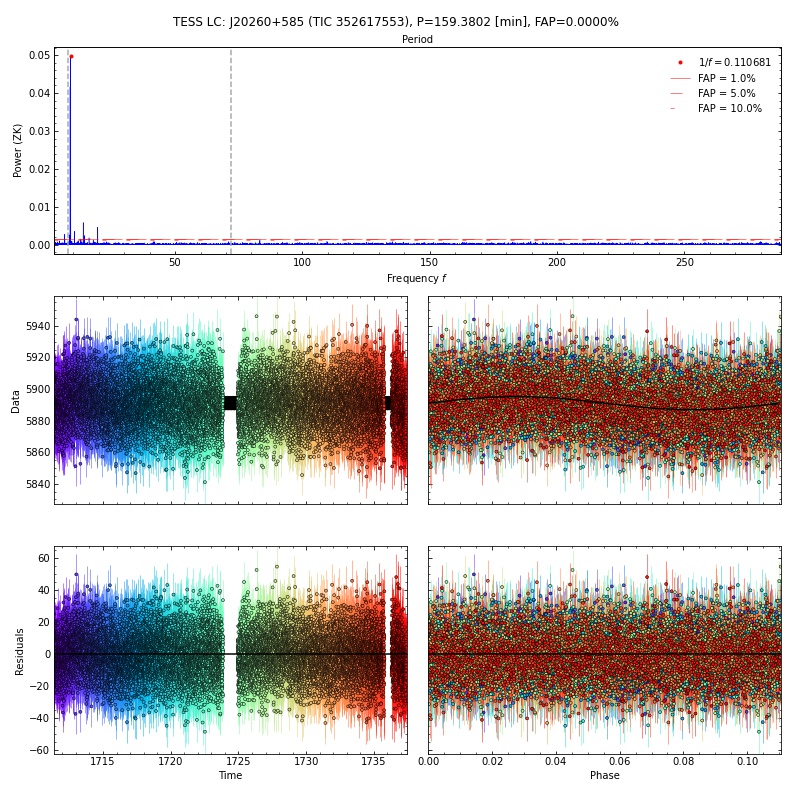 TESS LC: J20260+585 (TIC 352617553), P=159.3802 [min], FAP=0.0000%
Period
0.05
0.04
0.03
0.02
0.01
0.00
Power (ZK)
1/f = 0.110681
FAP = 1.0%
FAP = 5.0%
FAP = 10.0%
50
100
150
200
250
Frequency f
5940
5920
5900
5880
5860
5840
Data
60
40
20
0
−20
−40
−60
Residuals
1715
1720
1725
1730
1735
Time
0.00
0.02
0.04
0.06
0.08
0.10
Phase